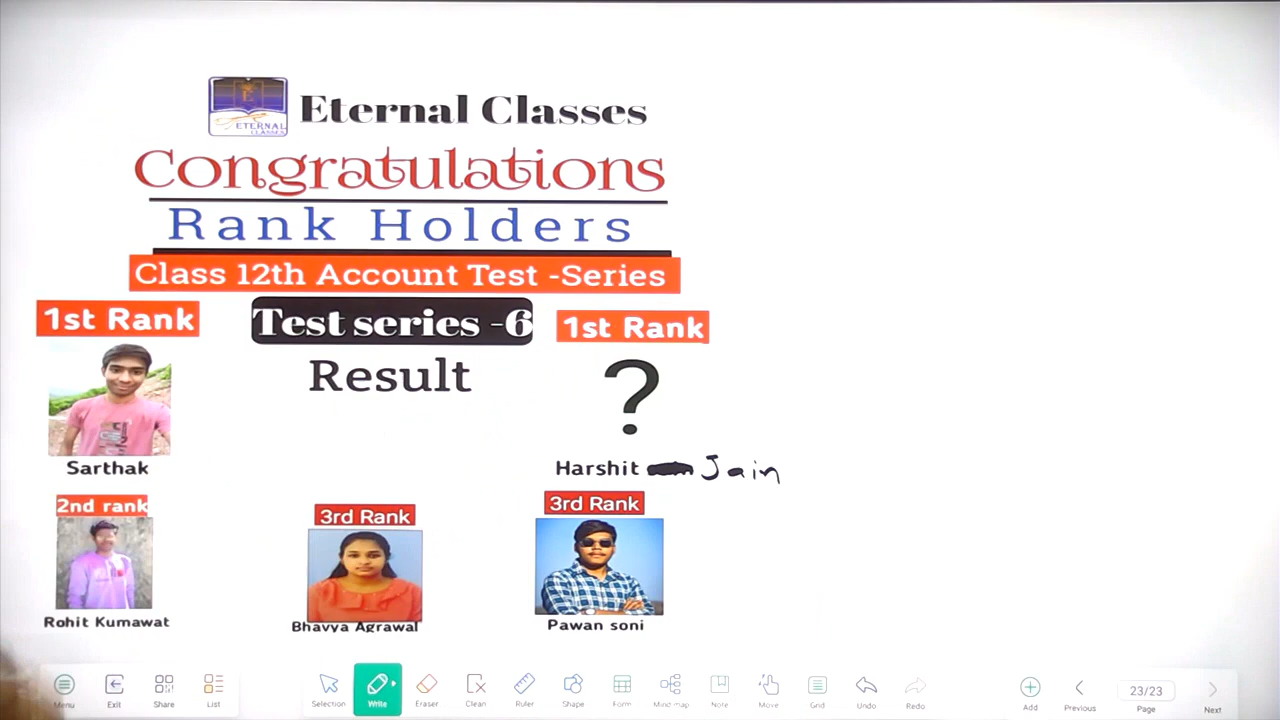 ETERNAL
CLASSES
Eternal Classes
Congratulations
Rank Holders
Class 12th Account Test -Series
1st Rank
Test series -6
1st Rank
Result
?
Sarthak
Harshit Jain
2nd rank
3rd Rank
3rd Rank
Rohit Kumawat
Bhavya Agrawal
Pawan soni
Menu
Exit
Share
List
Selection
Write
Eraser
Clean
Ruler
Shape
Form
Mind map
Note
Move
Grid
Undo
Redo
Add
Previous
23/23
Page
Next